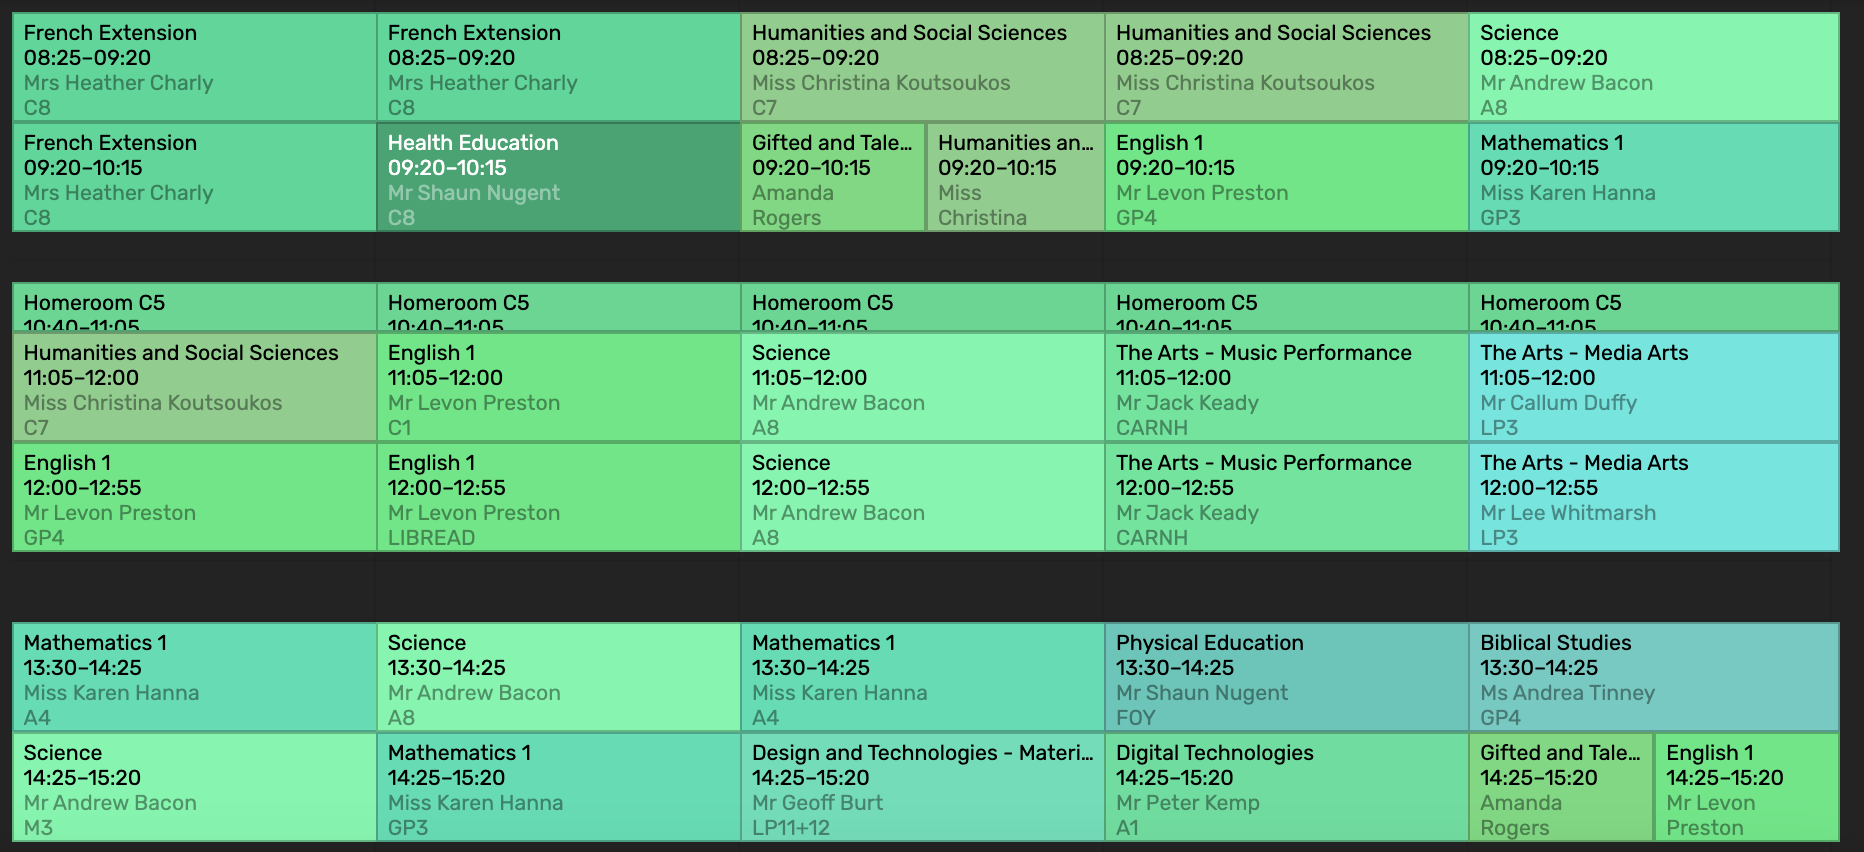 French Extension
08:25–09:20
Mrs Heather Charly
C8
French Extension
08:25–09:20
Mrs Heather Charly
C8
Humanities and Social Sciences
08:25–09:20
Miss Christina Koutsoukos
C7
Humanities and Social Sciences
08:25–09:20
Miss Christina Koutsoukos
C7
Science
08:25–09:20
Mr Andrew Bacon
A8
French Extension
09:20–10:15
Mrs Heather Charly
C8
Health Education
09:20–10:15
Mr Shaun Nugent
C8
Gifted and Tale...
09:20–10:15
Amanda
Rogers
Humanities an...
09:20–10:15
Miss
Christina
English 1
09:20–10:15
Mr Levon Preston
GP4
Mathematics 1
09:20–10:15
Miss Karen Hanna
GP3
Homeroom C5
10:40–11:05
Homeroom C5
10:40–11:05
Homeroom C5
10:40–11:05
Homeroom C5
10:40–11:05
Homeroom C5
10:40–11:05
Humanities and Social Sciences
11:05–12:00
Miss Christina Koutsoukos
C7
English 1
11:05–12:00
Mr Levon Preston
C1
Science
11:05–12:00
Mr Andrew Bacon
A8
The Arts - Music Performance
11:05–12:00
Mr Jack Keady
CARNH
The Arts - Media Arts
11:05–12:00
Mr Callum Duffy
LP3
English 1
12:00–12:55
Mr Levon Preston
GP4
English 1
12:00–12:55
Mr Levon Preston
LIBREAD
Science
12:00–12:55
Mr Andrew Bacon
A8
The Arts - Music Performance
12:00–12:55
Mr Jack Keady
CARNH
The Arts - Media Arts
12:00–12:55
Mr Lee Whitmarsh
LP3
Mathematics 1
13:30–14:25
Miss Karen Hanna
A4
Science
13:30–14:25
Mr Andrew Bacon
A8
Mathematics 1
13:30–14:25
Miss Karen Hanna
A4
Physical Education
13:30–14:25
Mr Shaun Nugent
FOY
Biblical Studies
13:30–14:25
Ms Andrea Tinney
GP4
Science
14:25–15:20
Mr Andrew Bacon
M3
Mathematics 1
14:25–15:20
Miss Karen Hanna
GP3
Design and Technologies - Materi...
14:25–15:20
Mr Geoff Burt
LP11+12
Digital Technologies
14:25–15:20
Mr Peter Kemp
A1
Gifted and Tale...
14:25–15:20
Amanda
Rogers
English 1
14:25–15:20
Mr Levon
Preston